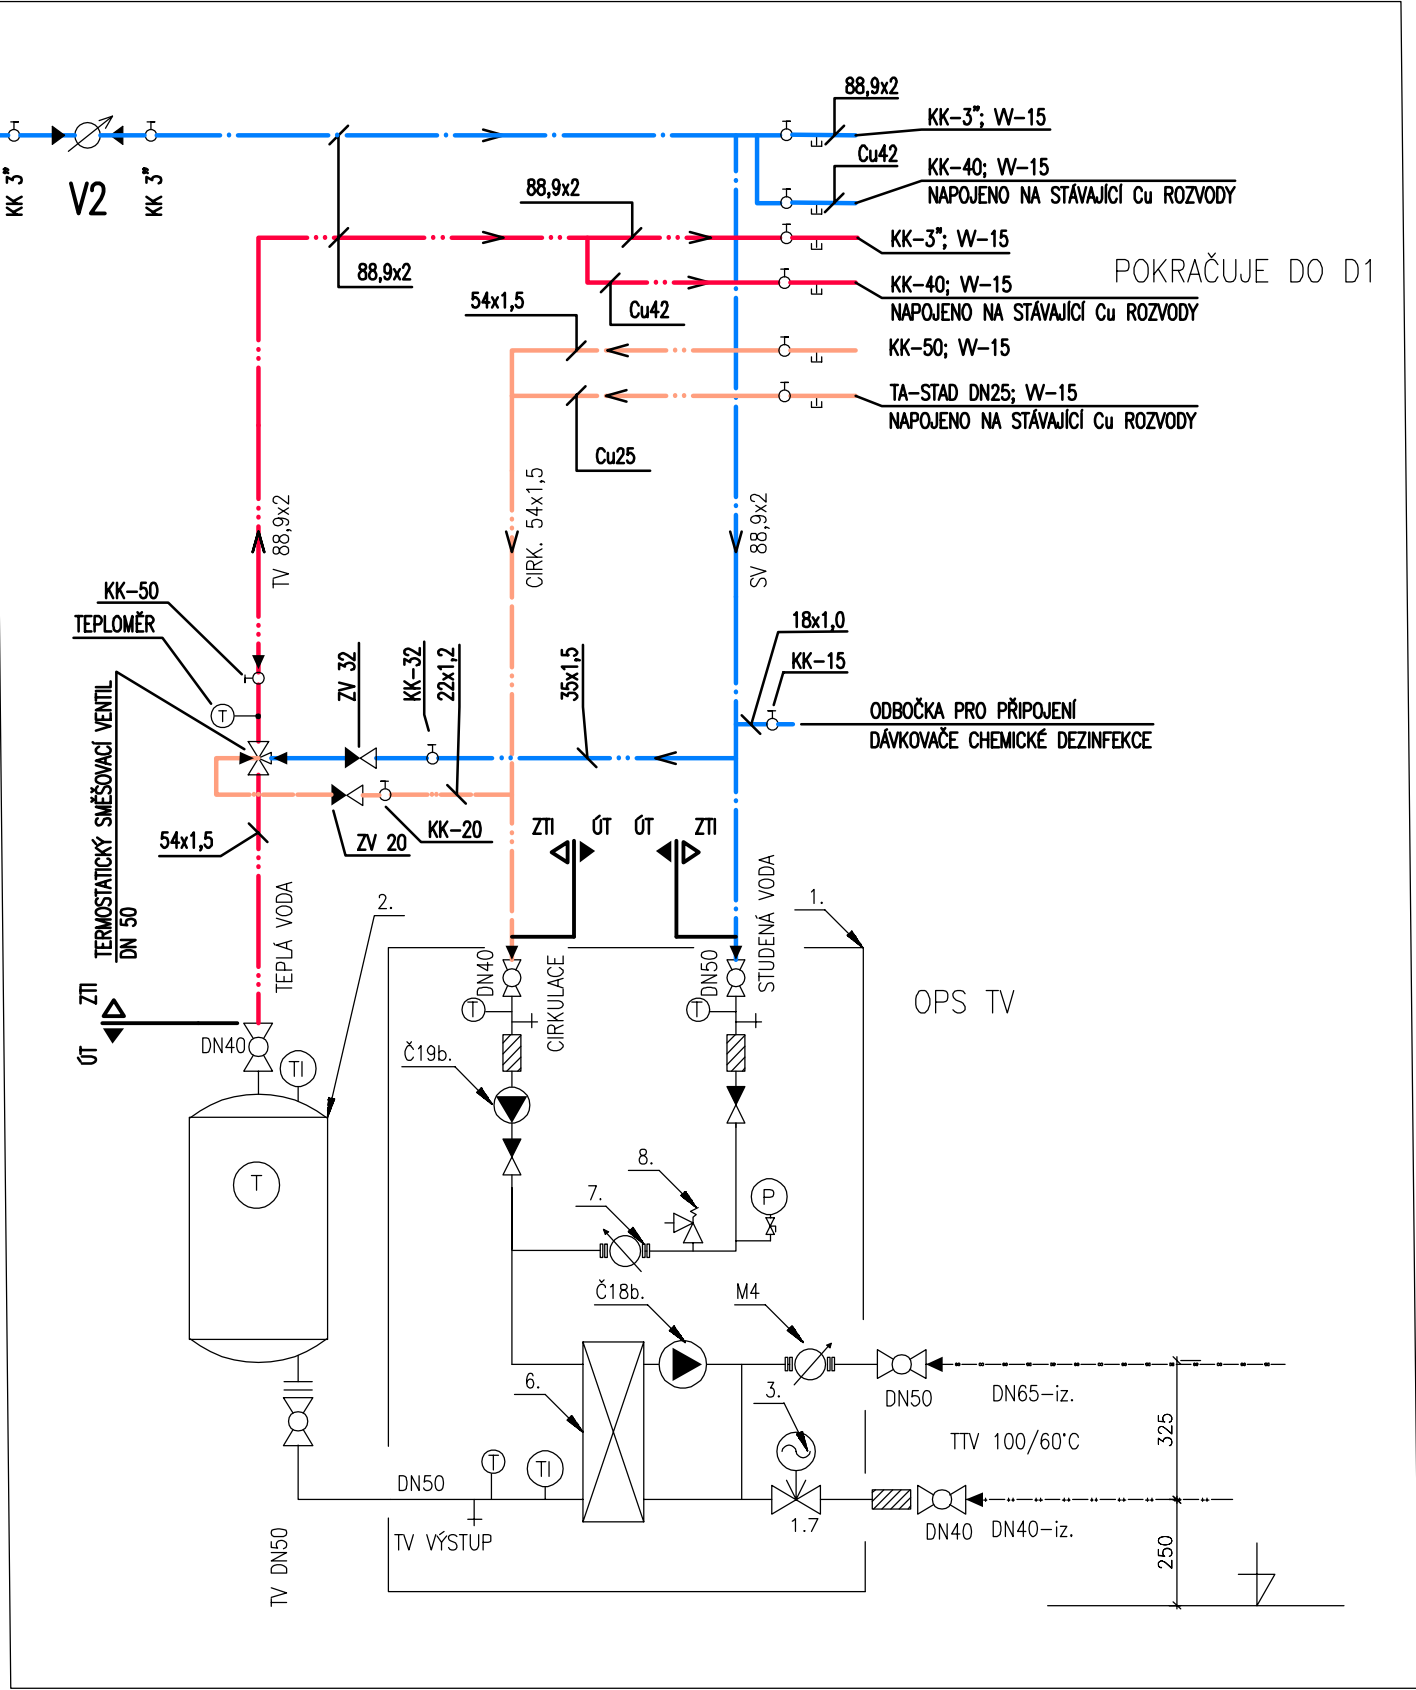 88,9x2
KK-3"; VV-15
KK 3"
V2
KK 3"
Cu42
KK-40; VV-15
NAPOJENO NA STÁVAJÍCÍ Cu ROZVODY
88,9x2
KK-3"; VV-15
POKRAČUJE DO D1
88,9x2
KK-40; VV-15
NAPOJENO NA STÁVAJÍCÍ Cu ROZVODY
54x1,5
Cu42
KK-50; VV-15
TA-STAD DN25; VV-15
NAPOJENO NA STÁVAJÍCÍ Cu ROZVODY
Cu25
TV 88,9x2
CIRK. 54x1,5
SV 88,9x2
KK-50
TEPLOMĚR
T
TERMOSTATICKÝ SMĚŠOVACÍ VENTIL
DN 50
ZV 32
KK-32
22x1,2
35x1,5
18x1,0
KK-15
ODBOČKA PRO PŘIPOJENÍ
DÁVKOVAČE CHEMICKÉ DEZINFEKCE
54x1,5
ZV 20
KK-20
ZTI
ÚT
ÚT
ZTI
TEPLÁ VODA
2.
1.
STUDENÁ VODA
DN40
CIRKULACE
DN50
T
T
OPS TV
ZTI
ÚT
DN40
TI
Č19b.
T
8.
7.
P
Č18b.
M4
6.
3.
DN50
DN65-iz.
TTV 100/60°C
325
DN50
T
TI
TV VÝSTUP
1.7
DN40
DN40-iz.
250
TV DN50